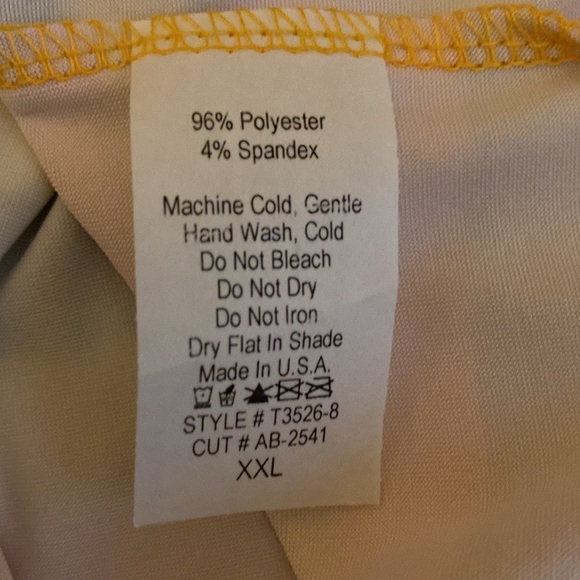 96% Polyester
4% Spandex
Machine Cold, Gentle
Hand Wash, Cold
Do Not Bleach
Do Not Dry
Do Not Iron
Dry Flat In Shade
Made In U.S.A.
STYLE # T3526-8
CUT # AB-2541
XXL